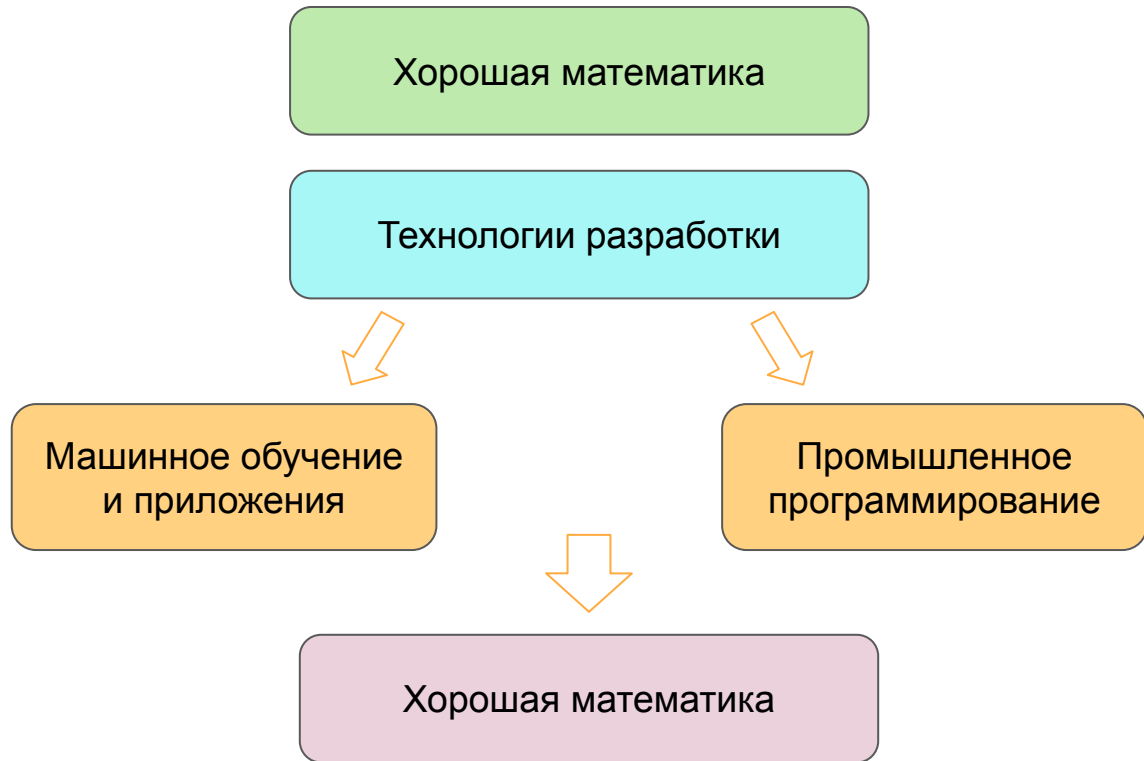 Хорошая математика
Технологии разработки
Машинное обучение
и приложения
Промышленное
программирование
Хорошая математика